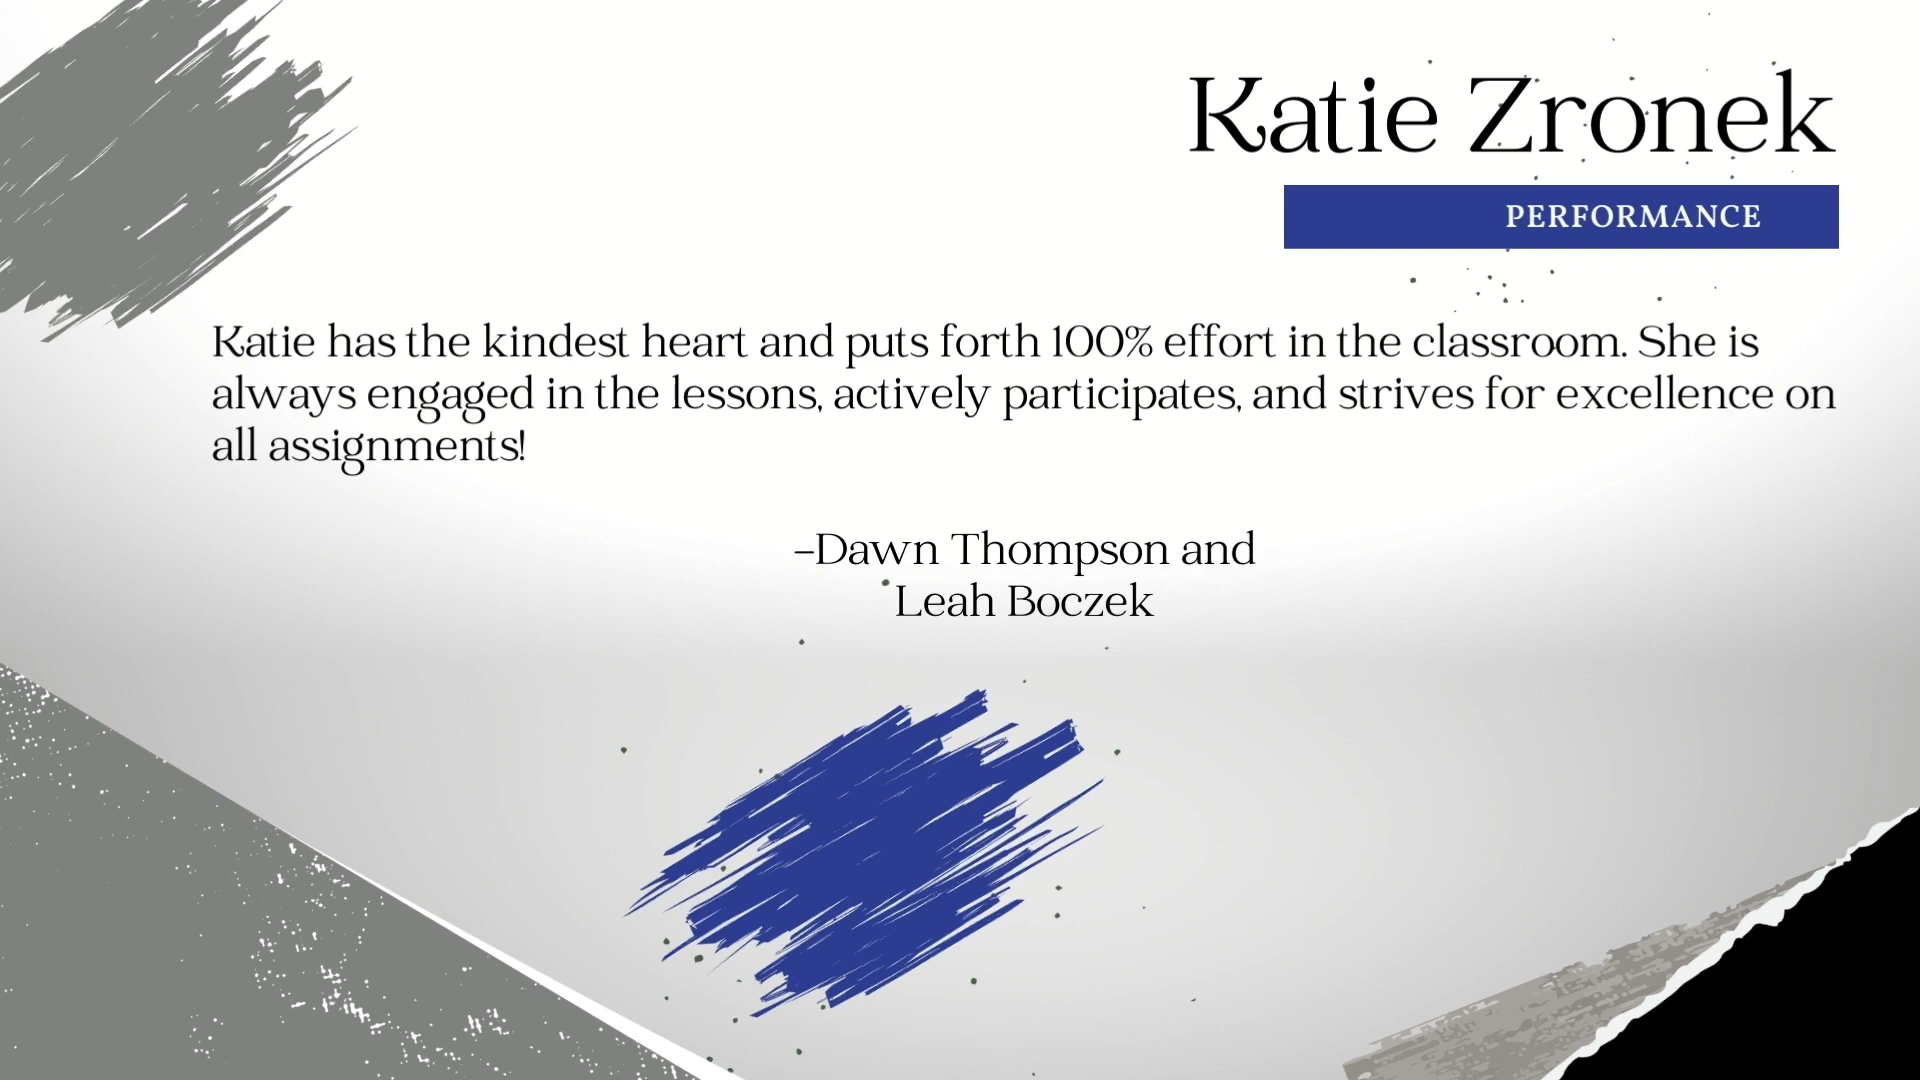 Katie Zronek
PERFORMANCE
Katie has the kindest heart and puts forth 100% effort in the classroom. She is
always engaged in the lessons, actively participates, and strives for excellence on
all assignments!
–Dawn Thompson and
Leah Boczek